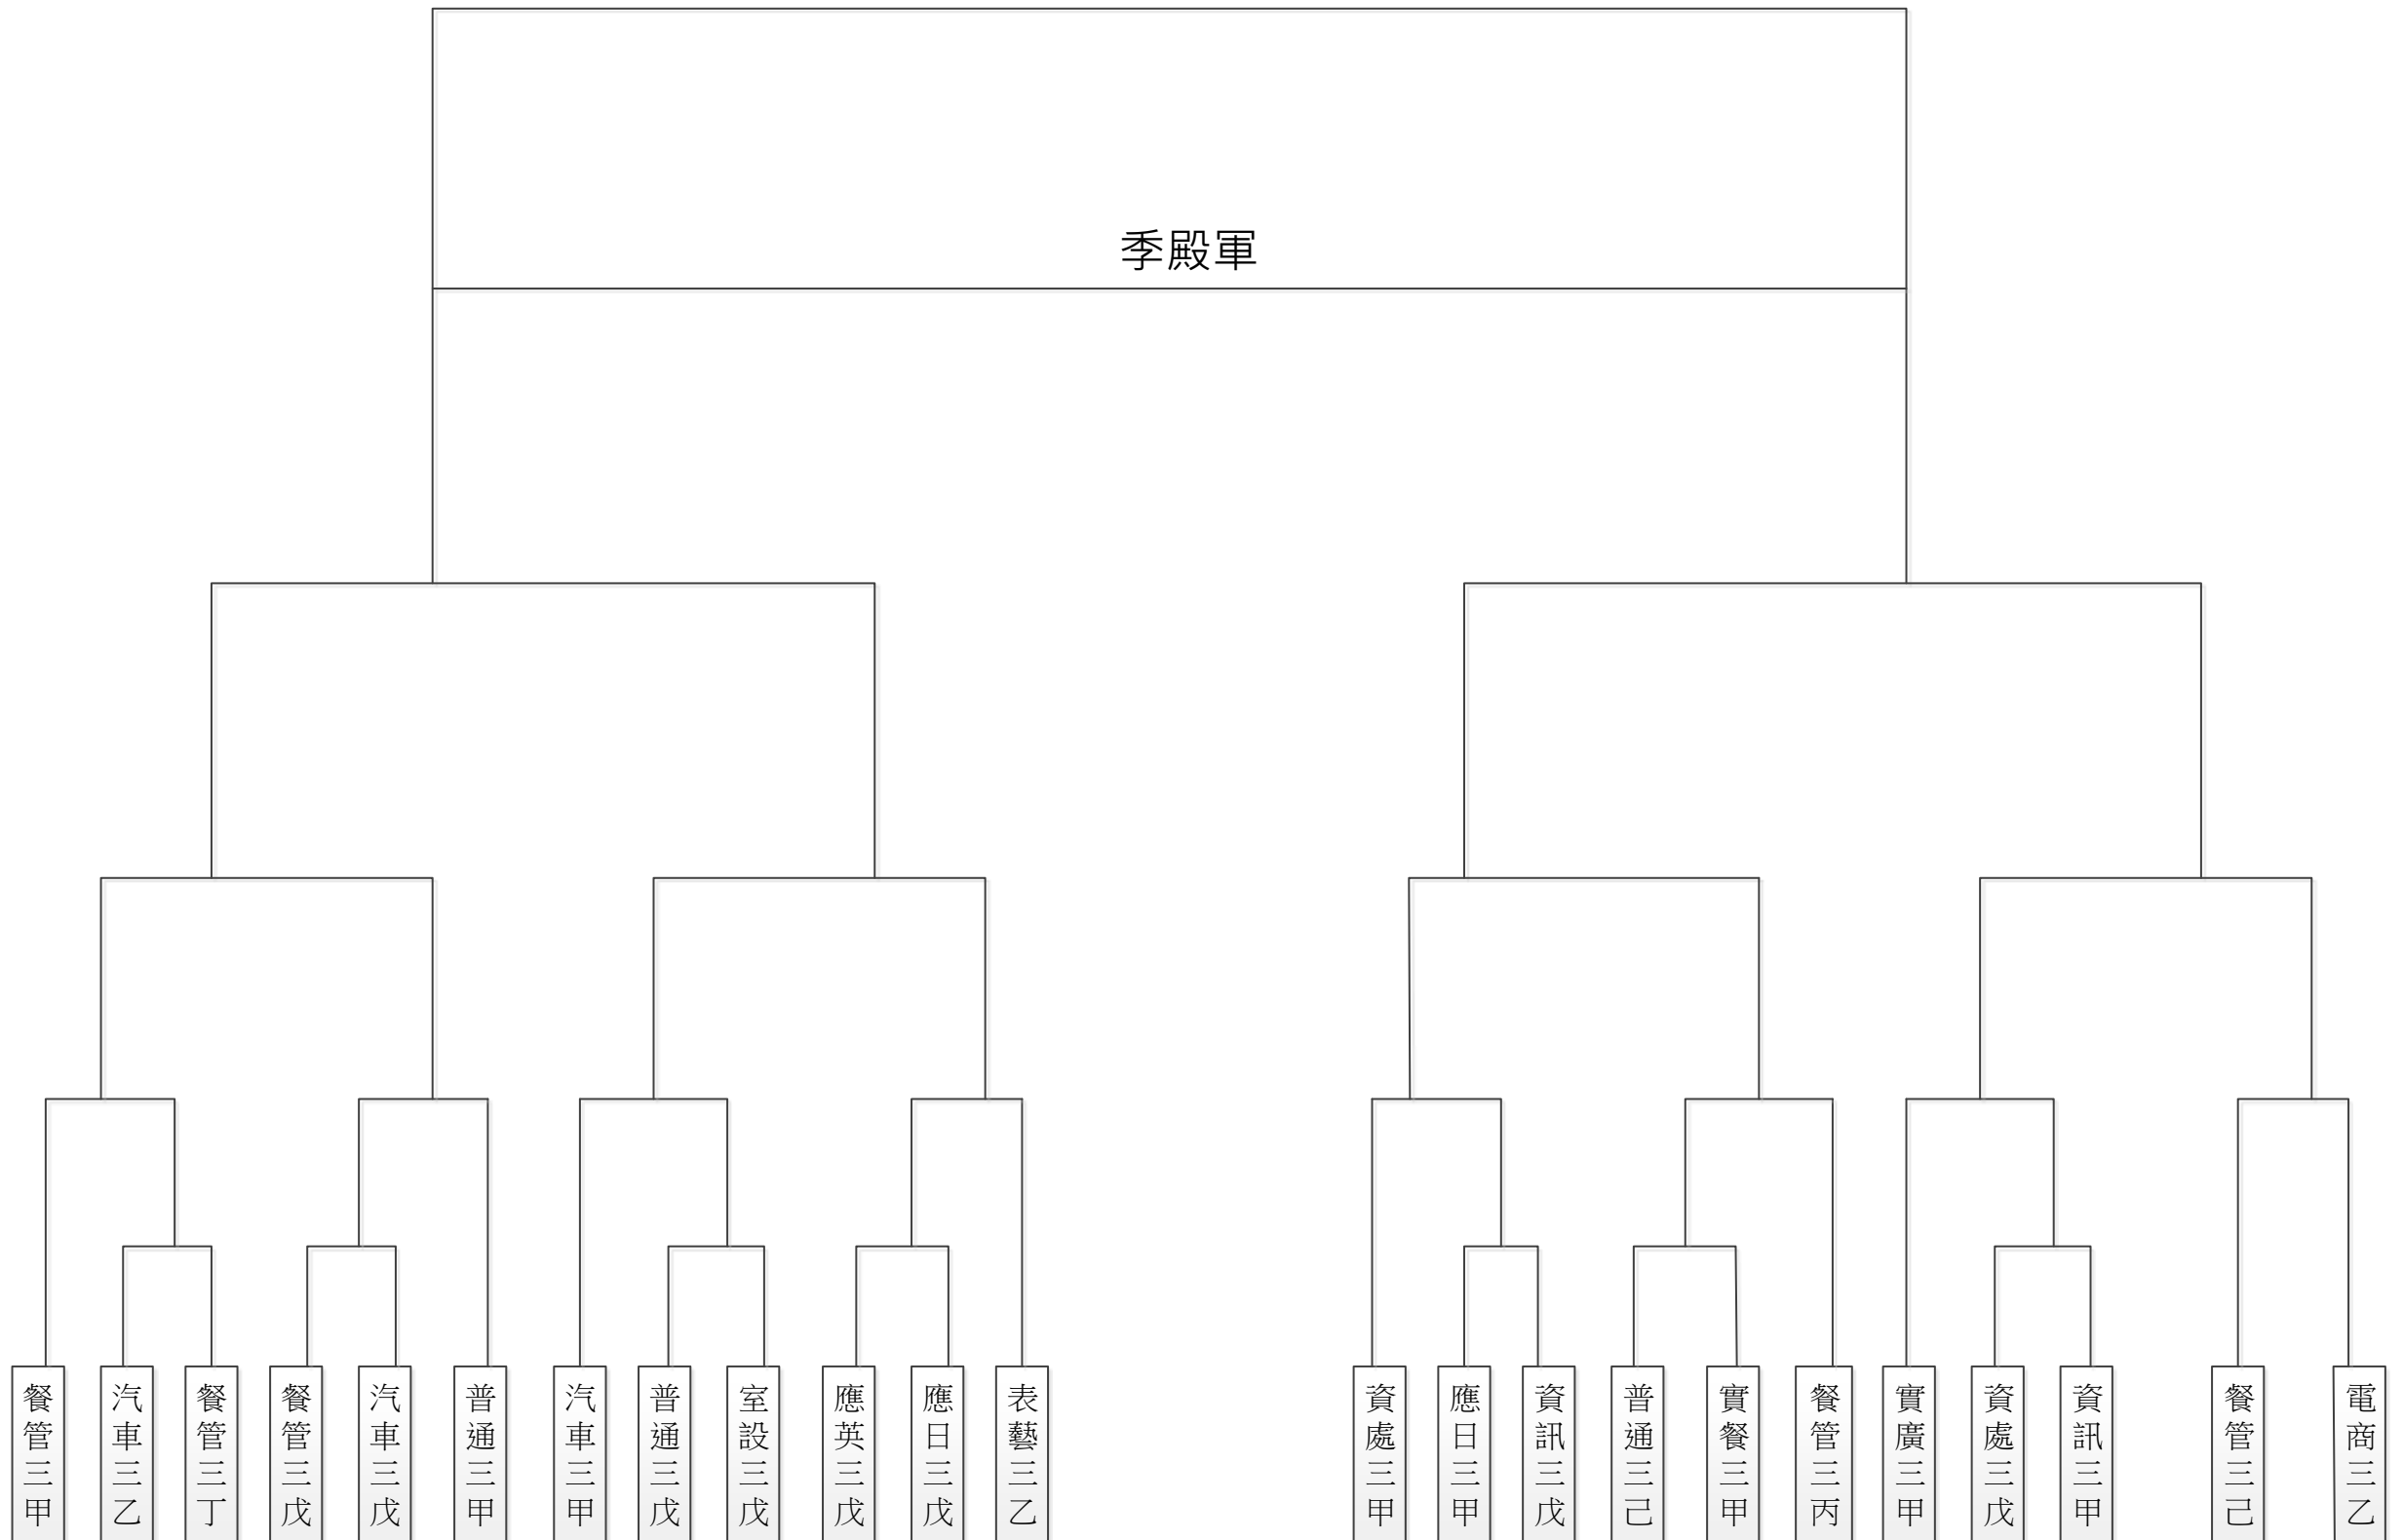 季殿軍
餐管三甲
汽車三乙
餐管三丁
餐管三戊
汽車三戊
普通三甲
汽車三甲
普通三戊
室設三戊
應英三戊
應日三戊
表藝三乙
資處三甲
應日三甲
資訊三戊
普通三己
實餐三甲
餐管三丙
實廣三甲
資處三戊
資訊三甲
餐管三己
電商三乙